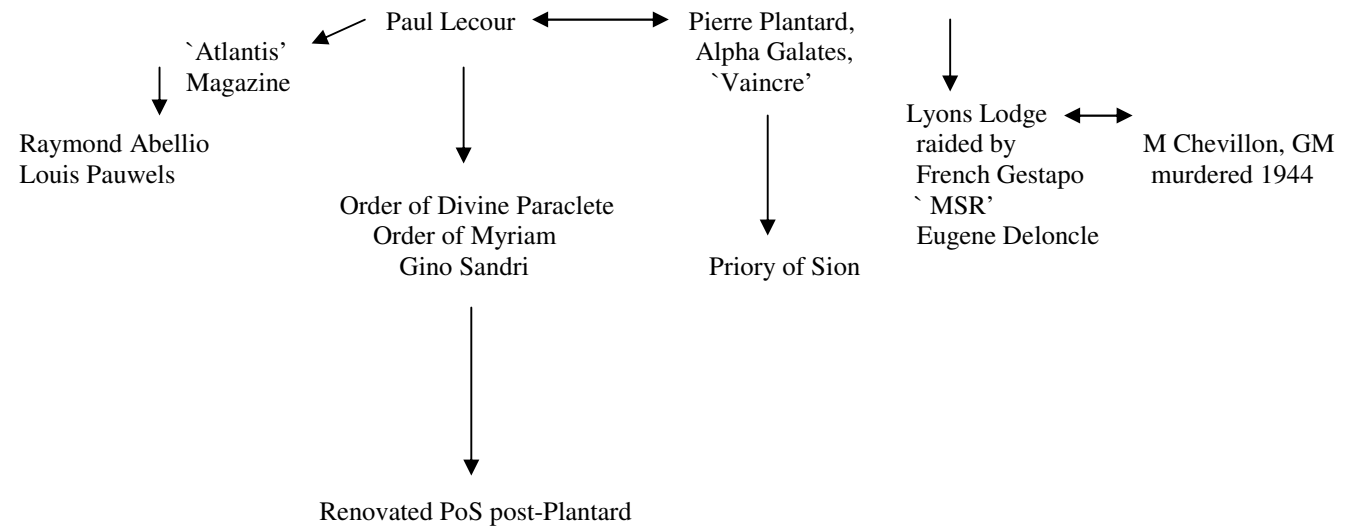 Paul Lecour
`Atlantis’
Magazine
Raymond Abellio
Louis Pauwels
Order of Divine Paraclete
Order of Myriam
Gino Sandri
Renovated PoS post-Plantard
Pierre Plantard,
Alpha Galates,
`Vaincre’
Priory of Sion
Lyons Lodge
raided by
French Gestapo
` MSR’
Eugene Deloncle
M Chevillon, GM
murdered 1944